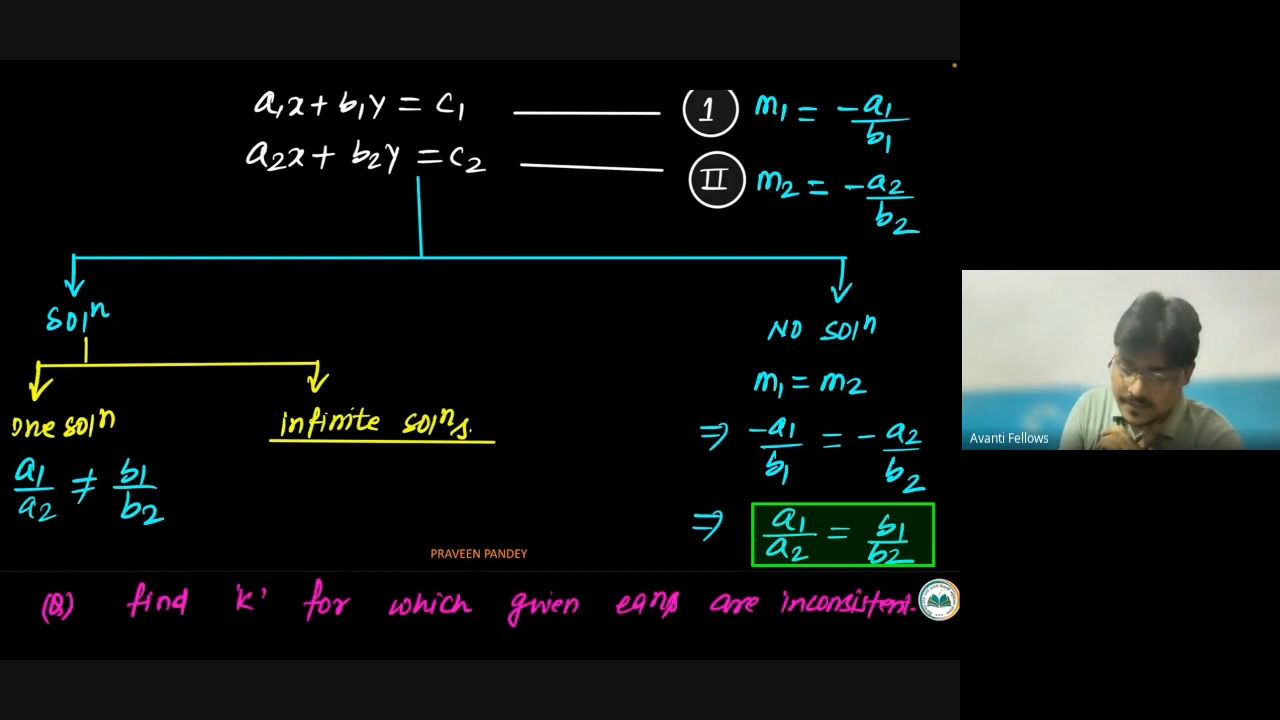 a₁x + b₁y = c₁ ——— I m₁ = -a₁/b₁
a₂x + b₂y = c₂ ——— II m₂ = -a₂/b₂
Solⁿ
No solⁿ
m₁ = m₂
One solⁿ
infinite solⁿs.
⇒ -a₁/b₁ = -a₂/b₂
a₁/a₂ ≠ b₁/b₂
⇒ a₁/a₂ = b₁/b₂
PRAVEEN PANDEY
(Q) find 'K' for which given eqns are inconsistent.
Avanti Fellows